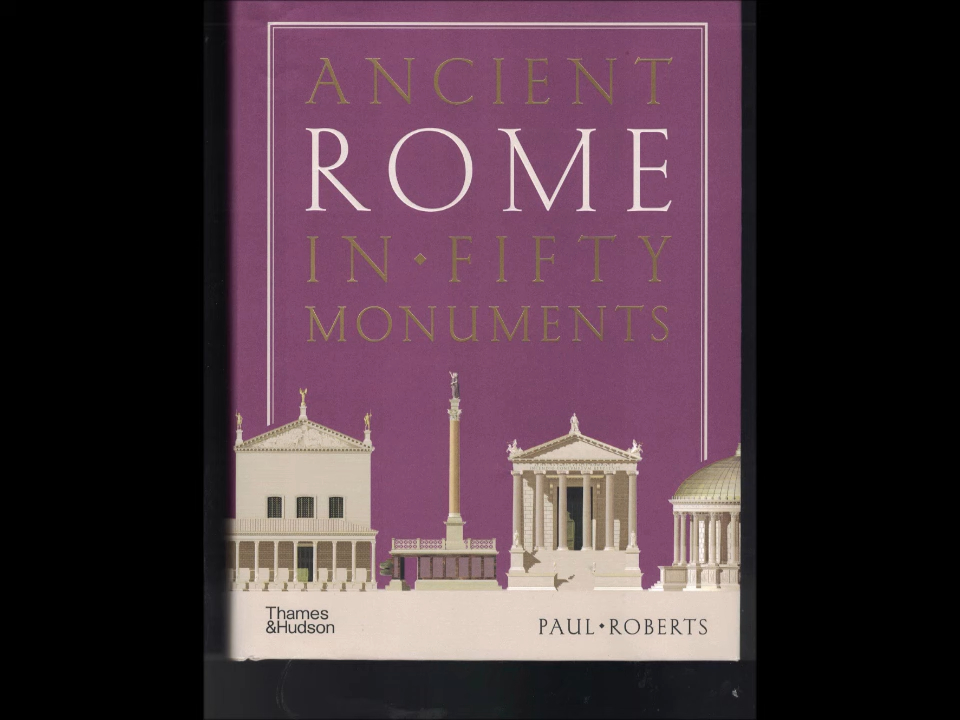 ANCIENT
ROME
IN·FIFTY
MONUMENTS
Thames
&Hudson
PAUL·ROBERTS